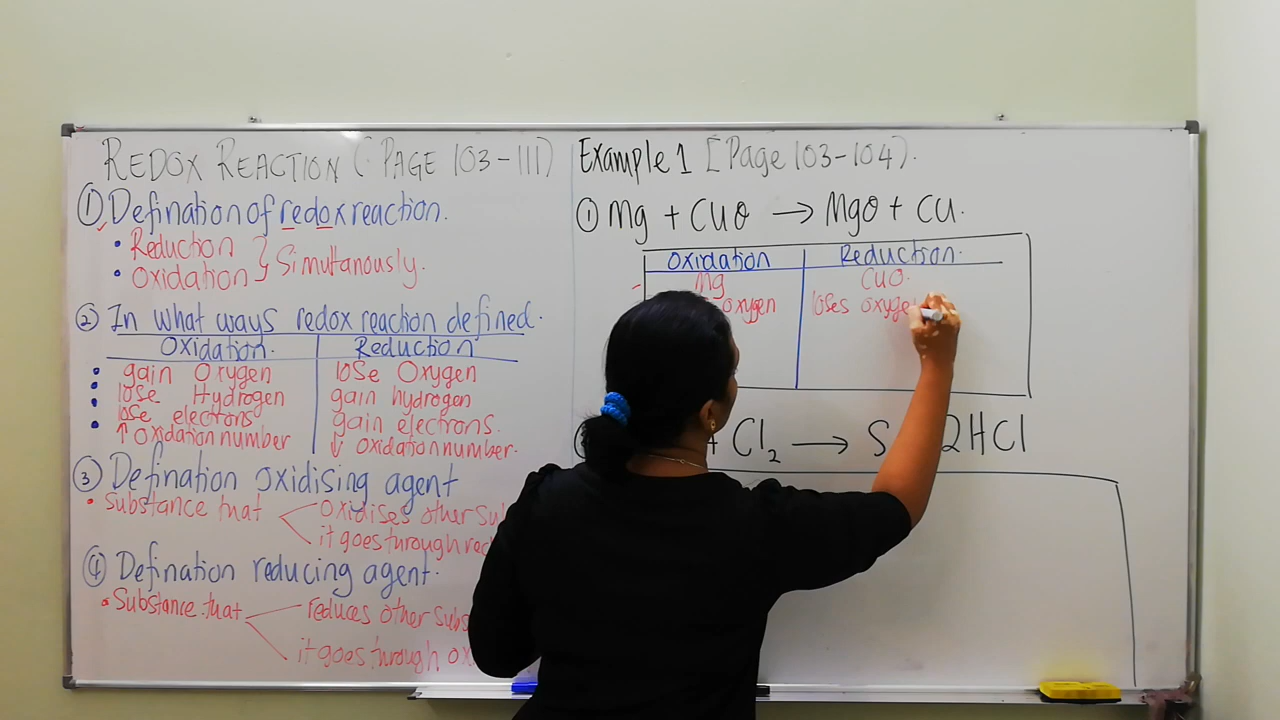 REDOX REACTION (PAGE 103-111)
① Defination of redox reaction.
• Reduction
• Oxidation
Simultanously.
② In what ways redox reaction defined.
Oxidation. Reduction
• gain Oxygen lose Oxygen
• lose Hydrogen gain hydrogen
• lose electrons gain electrons.
• ↑ Oxidation number ↓ oxidation number.
③ Defination oxidising agent
• Substance that
oxidises other
it goes through
④ Defination reducing agent.
• Substance that
reduces other
it goes through
Example 1 [Page 103-104).
① Mg + CuO → MgO + Cu.
Oxidation Reduction.
Mg CuO.
oxygen loses oxyge
+ Cl₂ → S 2HCl